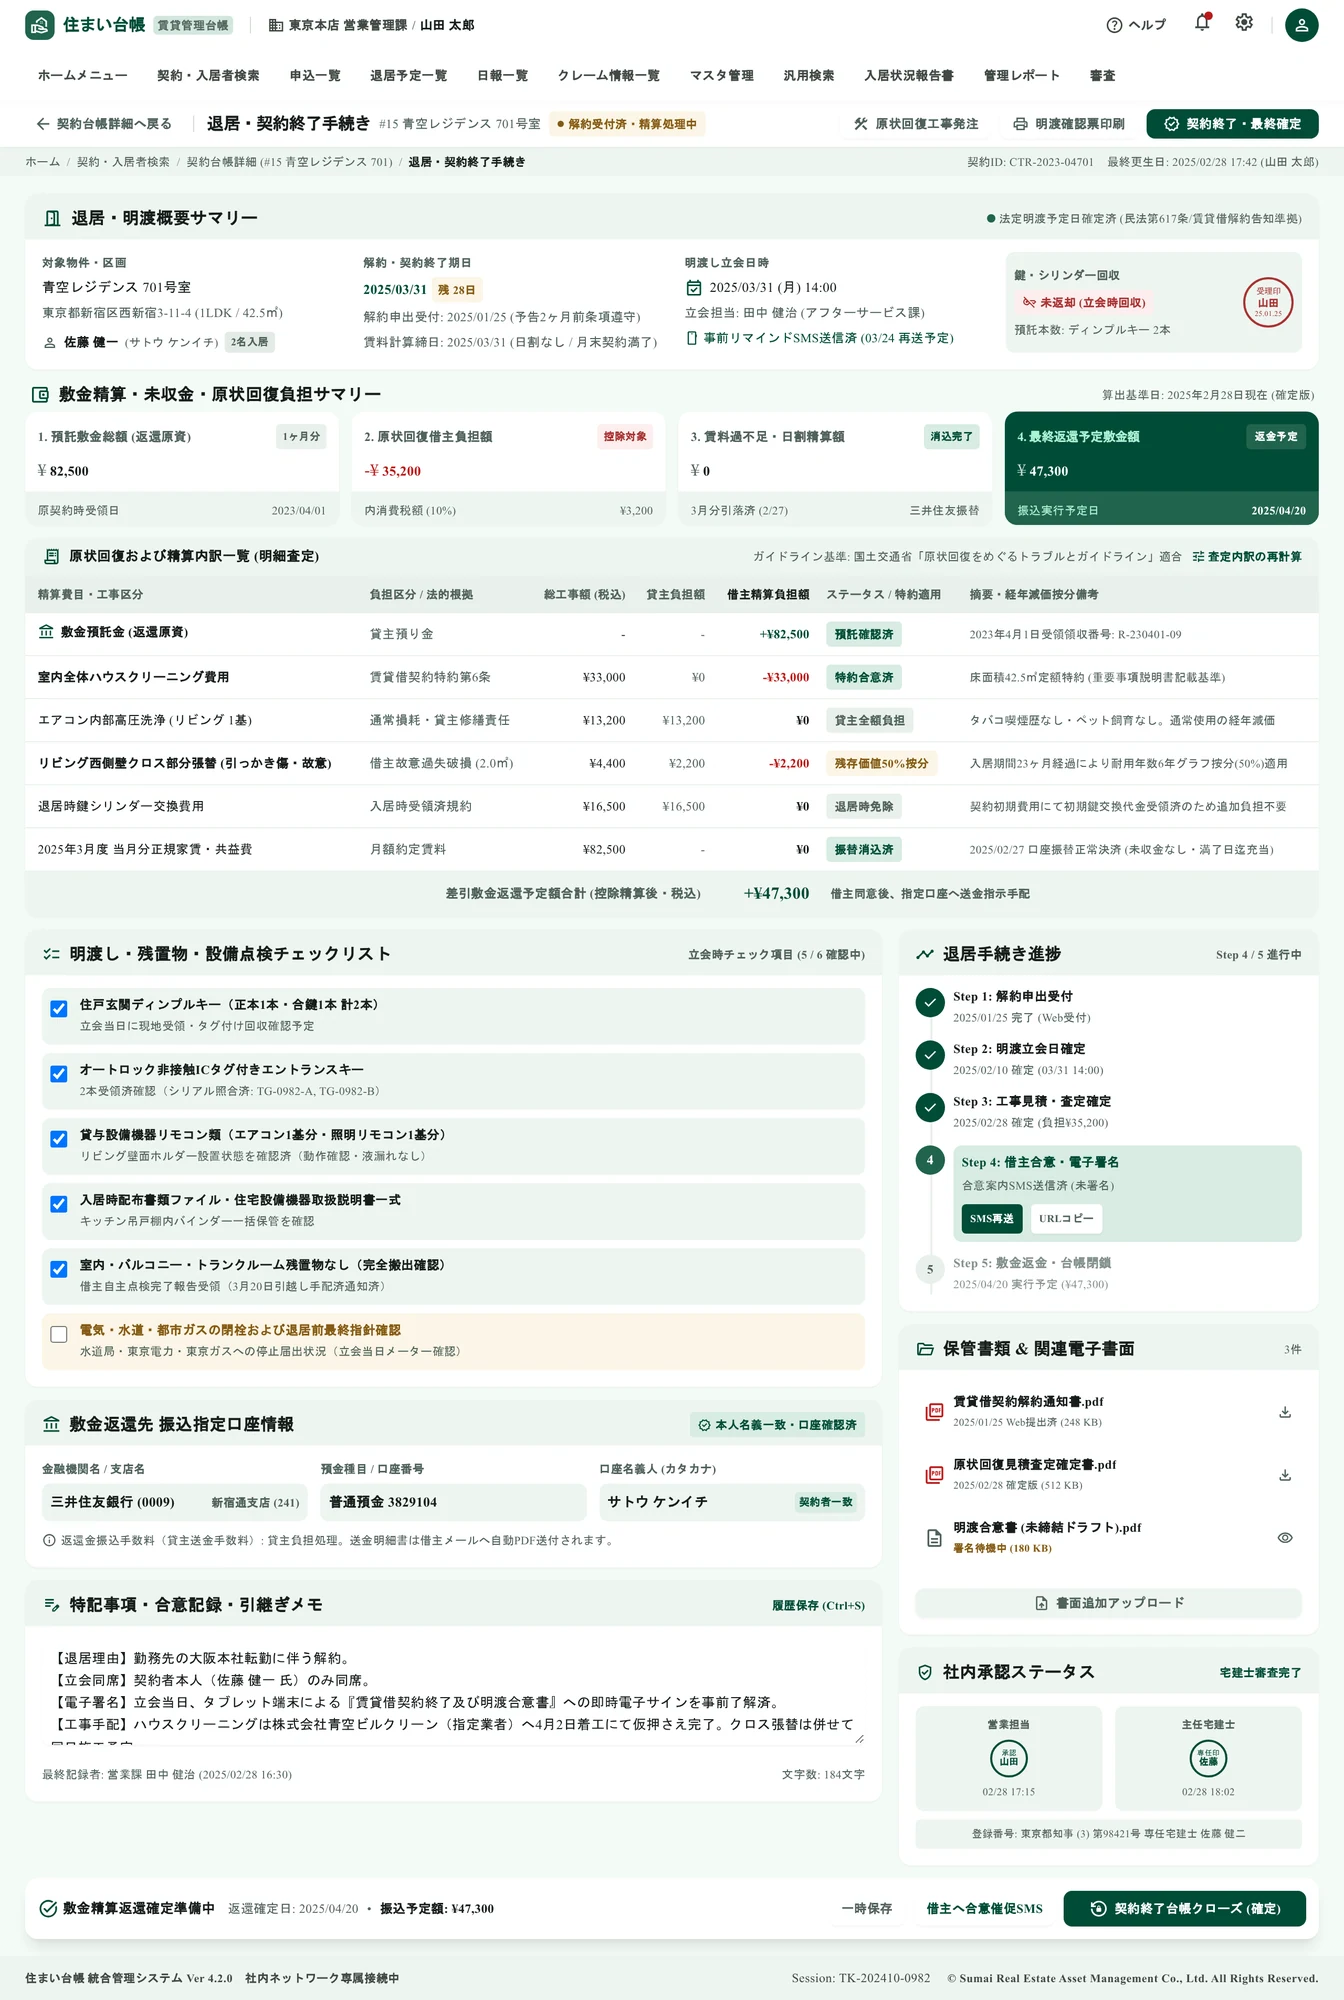 住まい台帳 賃貸管理台帳 東京本店 営業管理課 / 山田 太郎 ヘルプ
ホームメニュー 契約・入居者検索 申込一覧 退居予定一覧 日報一覧 クレーム情報一覧 マスタ管理 汎用検索 入居状況報告書 管理レポート 審査
契約台帳詳細へ戻る 退居・契約終了手続き #15 青空レジデンス 701号室 解約受付済・精算処理中 原状回復工事発注 明渡確認票印刷 契約終了・最終確定
ホーム / 契約・入居者検索 / 契約台帳詳細 (#15 青空レジデンス 701) / 退居・契約終了手続き 契約ID: CTR-2023-04701 最終更生日: 2025/02/28 17:42 (山田 太郎)
退居・明渡概要サマリー 法定明渡予定日確定済 (民法第617条/賃貸借解約告知準拠)
対象物件・区画
青空レジデンス 701号室
東京都新宿区西新宿3-11-4 (1LDK / 42.5㎡)
佐藤 健一 (サトウ ケンイチ) 2名入居
解約・契約終了期日
2025/03/31 残 28日
解約申出受付: 2025/01/25 (予告2ヶ月前条項遵守)
賃料計算締日: 2025/03/31 (日割なし / 月末契約満了)
明渡し立会日時
2025/03/31 (月) 14:00
立会担当: 田中 健治 (アフターサービス課)
事前リマインドSMS送信済 (03/24 再送予定)
鍵・シリンダー回収
未返却 (立会時回収)
預託本数: ディンプルキー 2本
受理印
山田
25.01.25
敷金精算・未収金・原状回復負担サマリー 算出基準日: 2025年2月28日現在 (確定版)
1. 預託敷金総額 (返還原資) 1ヶ月分
¥ 82,500
原契約時受領日 2023/04/01
2. 原状回復借主負担額 控除対象
-¥ 35,200
内消費税額 (10%) ¥3,200
3. 賃料過不足・日割精算額 消込完了
¥ 0
3月分引落済 (2/27) 三井住友振替
4. 最終返還予定敷金額 返金予定
¥ 47,300
振込実行予定日 2025/04/20
原状回復および精算内訳一覧 (明細査定) ガイドライン基準: 国土交通省「原状回復をめぐるトラブルとガイドライン」適合 査定内訳の再計算
精算費目・工事区分 負担区分 / 法的根拠 総工事額 (税込) 貸主負担額 借主精算負担額 ステータス / 特約適用 摘要・経年減価按分備考
敷金預託金 (返還原資) 貸主預り金 - - +¥82,500 預託確認済 2023年4月1日受領領収番号: R-230401-09
室内全体ハウスクリーニング費用 賃貸借契約特約第6条 ¥33,000 ¥0 -¥33,000 特約合意済 床面積42.5㎡定額特約 (重要事項説明書記載基準)
エアコン内部高圧洗浄 (リビング 1基) 通常損耗・貸主修繕責任 ¥13,200 ¥13,200 ¥0 貸主全額負担 タバコ喫煙歴なし・ペット飼育なし。通常使用の経年減価
リビング西側壁クロス部分張替 (引っかき傷・故意) 借主故意過失破損 (2.0㎡) ¥4,400 ¥2,200 -¥2,200 残存価値50%按分 入居期間23ヶ月経過により耐用年数6年グラフ按分(50%)適用
退居時鍵シリンダー交換費用 入居時受領済規約 ¥16,500 ¥16,500 ¥0 退居時免除 契約初期費用にて初期鍵交換代金受領済のため追加負担不要
2025年3月度 当月分正規家賃・共益費 月額約定賃料 ¥82,500 - ¥0 振替消込済 2025/02/27 口座振替正常決済 (未収金なし・満了日迄充当)
差引敷金返還予定額合計 (控除精算後・税込) +¥47,300 借主同意後、指定口座へ送金指示手配
明渡し・残置物・設備点検チェックリスト 立会時チェック項目 (5 / 6 確認中)
住戸玄関ディンプルキー（正本1本・合鍵1本 計2本）
立会当日に現地受領・タグ付け回収確認予定
オートロック非接触ICタグ付きエントランスキー
2本受領済確認（シリアル照合済: TG-0982-A, TG-0982-B）
貸与設備機器リモコン類（エアコン1基分・照明リモコン1基分）
リビング壁面ホルダー設置状態を確認済（動作確認・液漏れなし）
入居時配布書類ファイル・住宅設備機器取扱説明書一式
キッチン吊戸棚内バインダー一括保管を確認
室内・バルコニー・トランクルーム残置物なし（完全搬出確認）
借主自主点検完了報告受領（3月20日引越し手配済通知済）
電気・水道・都市ガスの閉栓および退居前最終指針確認
水道局・東京電力・東京ガスへの停止届出状況（立会当日メーター確認）
敷金返還先 振込指定口座情報 本人名義一致・口座確認済
金融機関名 / 支店名 預金種目 / 口座番号 口座名義人 (カタカナ)
三井住友銀行 (0009) 新宿通支店 (241) 普通預金 3829104 サトウ ケンイチ 契約者一致
返還金振込手数料（貸主送金手数料）: 貸主負担処理。送金明細書は借主メールへ自動PDF送付されます。
特記事項・合意記録・引継ぎメモ 履歴保存 (Ctrl+S)
【退居理由】勤務先の大阪本社転勤に伴う解約。
【立会同席】契約者本人（佐藤 健一 氏）のみ同席。
【電子署名】立会当日、タブレット端末による『賃貸借契約終了及び明渡合意書』への即時電子サインを事前了解済。
【工事手配】ハウスクリーニングは株式会社青空ビルクリーン（指定業者）へ4月2日着工にて仮押さえ完了。クロス張替は併せて
最終記録者: 営業課 田中 健治 (2025/02/28 16:30) 文字数: 184文字
退居手続き進捗 Step 4 / 5 進行中
Step 1: 解約申出受付
2025/01/25 完了 (Web受付)
Step 2: 明渡立会日確定
2025/02/10 確定 (03/31 14:00)
Step 3: 工事見積・査定確定
2025/02/28 確定 (負担¥35,200)
4 Step 4: 借主合意・電子署名
合意案内SMS送信済 (未署名)
SMS再送 URLコピー
5 Step 5: 敷金返金・台帳閉鎖
2025/04/20 実行予定 (¥47,300)
保管書類 & 関連電子書面 3件
PDF 賃貸借契約解約通知書.pdf
2025/01/25 Web提出済 (248 KB)
PDF 原状回復見積査定確定書.pdf
2025/02/28 確定版 (512 KB)
明渡合意書 (未締結ドラフト).pdf
署名待機中 (180 KB)
書面追加アップロード
社内承認ステータス 宅建士審査完了
営業担当
承認
山田
02/28 17:15
主任宅建士
専任印
佐藤
02/28 18:02
登録番号: 東京都知事 (3) 第98421号 専任宅建士 佐藤 健二
敷金精算返還確定準備中 返還確定日: 2025/04/20 • 振込予定額: ¥47,300 一時保存 借主へ合意催促SMS 契約終了台帳クローズ (確定)
住まい台帳 統合管理システム Ver 4.2.0 社内ネットワーク専属接続中 Session: TK-202410-0982 © Sumai Real Estate Asset Management Co., Ltd. All Rights Reserved.